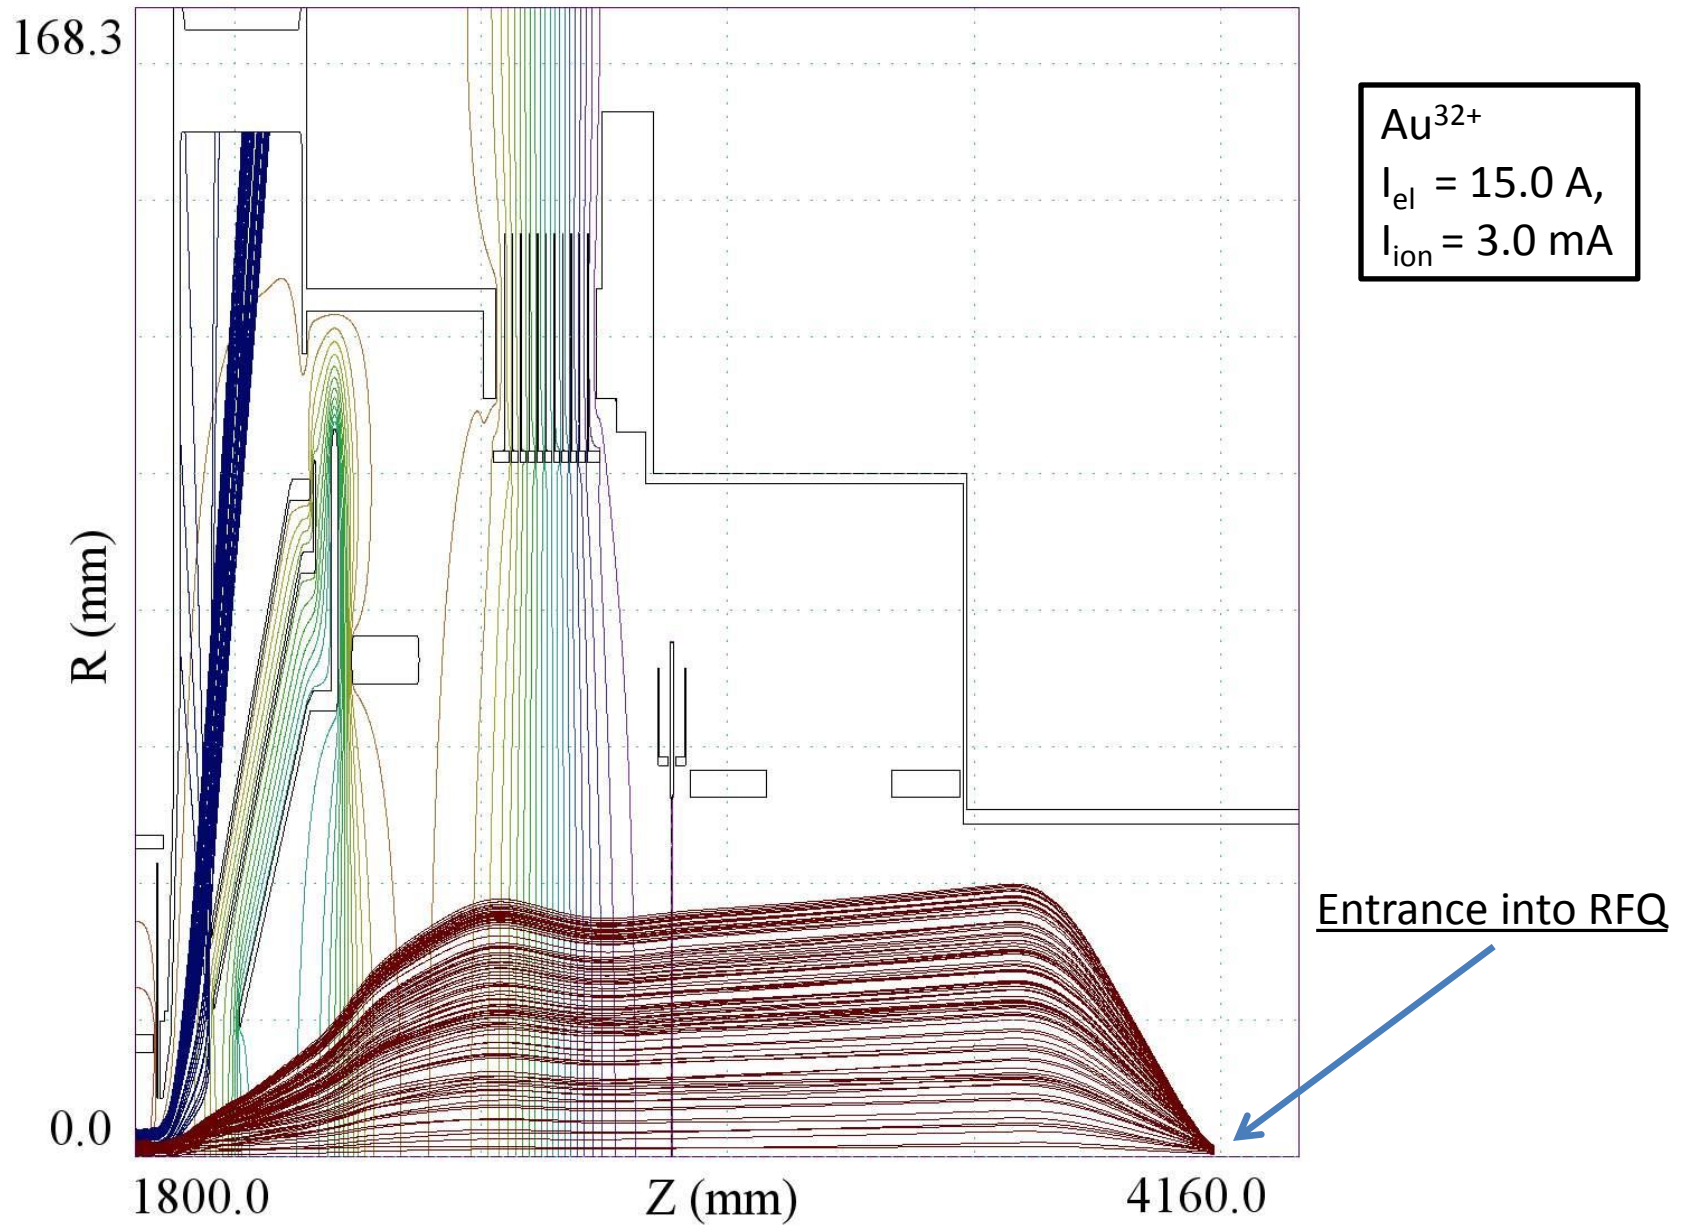 168.3
Au32+
Iel = 15.0 A,
Iion = 3.0 mA
R (mm)
Entrance into RFQ
0.0
1800.0
Z (mm)
4160.0